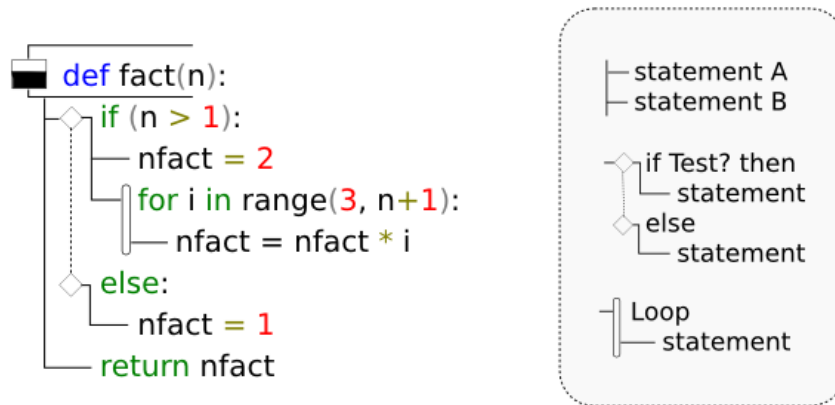 def fact(n):
if (n > 1):
nfact = 2
for i in range(3, n+1):
nfact = nfact * i
else:
nfact = 1
return nfact
statement A
statement B
if Test? then
statement
else
statement
Loop
statement